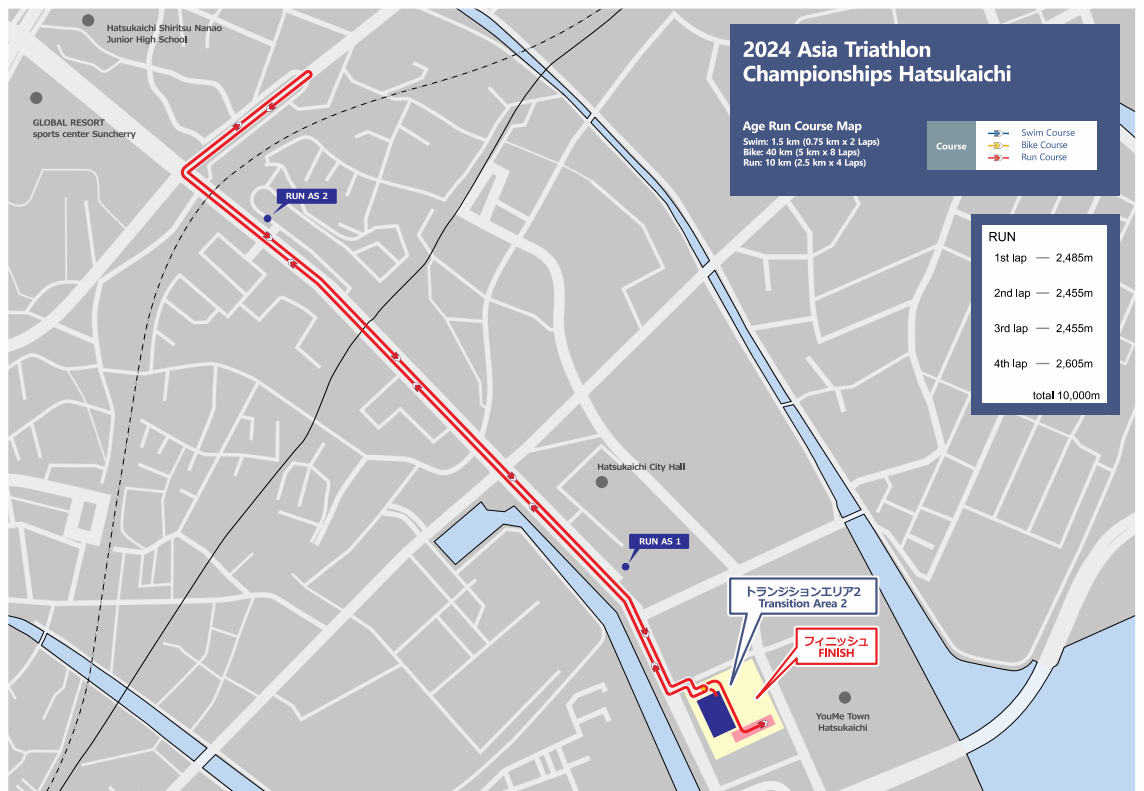 Hatsukaichi Shiritsu Nanao
Junior High School
GLOBAL RESORT
sports center Suncherry
2024 Asia Triathlon
Championships Hatsukaichi
Age Run Course Map
Swim: 1.5 km (0.75 km x 2 Laps)
Bike: 40 km (5 km x 8 Laps)
Run: 10 km (2.5 km x 4 Laps)
Course
Swim Course
Bike Course
Run Course
RUN AS 2
RUN
1st lap — 2,485m
2nd lap — 2,455m
3rd lap — 2,455m
4th lap — 2,605m
total 10,000m
Hatsukaichi City Hall
RUN AS 1
トランジションエリア2
Transition Area 2
フィニッシュ
FINISH
YouMe Town
Hatsukaichi